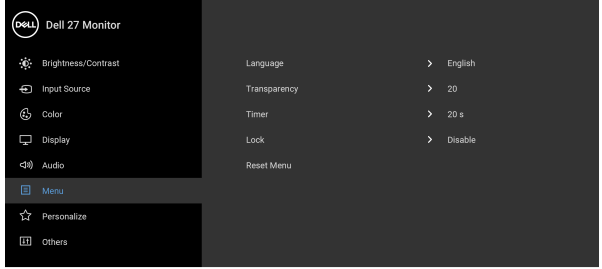 DELL Dell 27 Monitor
Brightness/Contrast
Input Source
Color
Display
Audio
Menu
Personalize
Others
Language > English
Transparency > 20
Timer > 20 s
Lock > Disable
Reset Menu